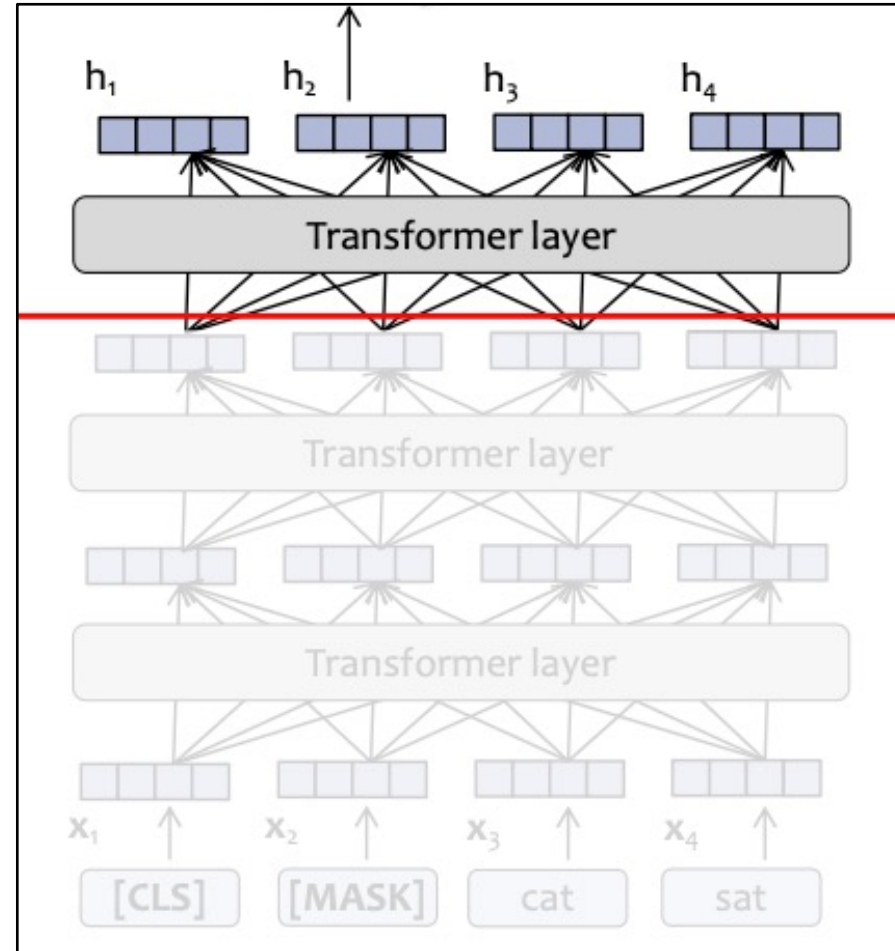 h₁ h₂ h₃ h₄
Transformer layer
Transformer layer
Transformer layer
x₁ x₂ x₃ x₄
[CLS] [MASK] cat sat